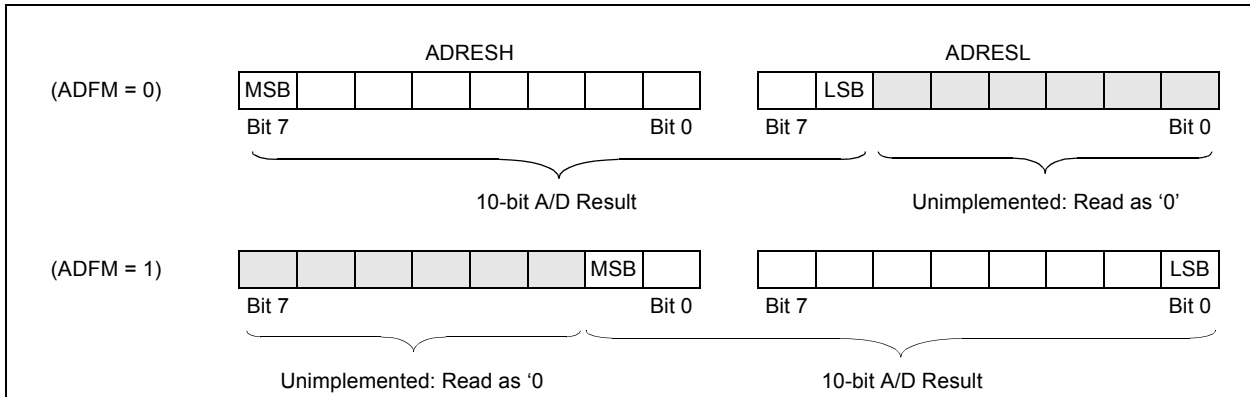 ADRESH ADRESL
(ADFM = 0) MSB LSB
Bit 7 Bit 0 Bit 7 Bit 0
10-bit A/D Result Unimplemented: Read as ‘0’
(ADFM = 1) MSB LSB
Bit 7 Bit 0 Bit 7 Bit 0
Unimplemented: Read as ‘0 10-bit A/D Result